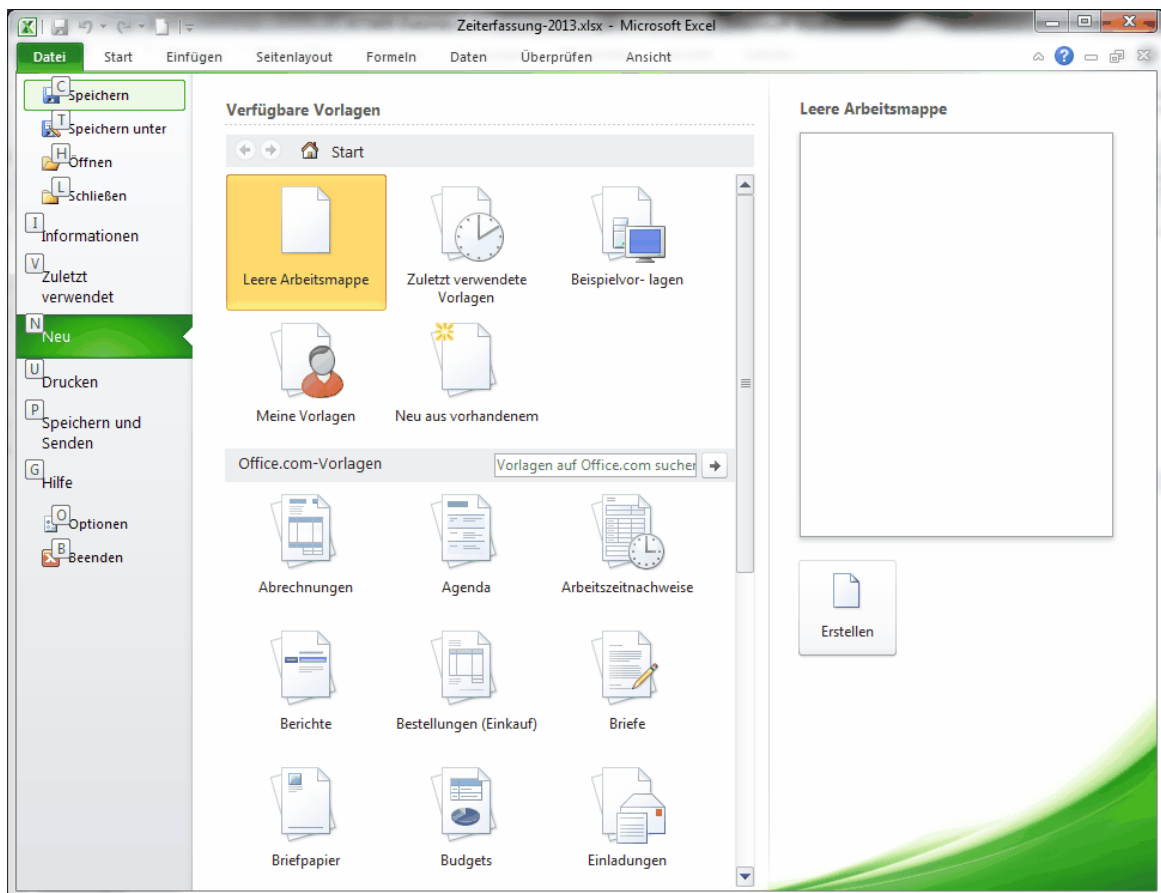 Zeiterfassung-2013.xlsx - Microsoft Excel
Datei Start Einfügen Seitenlayout Formeln Daten Überprüfen Ansicht
C Speichern
T Speichern unter
H Öffnen
L Schließen
I Informationen
V Zuletzt
verwendet
N Neu
U Drucken
P Speichern und
Senden
G Hilfe
O Optionen
B Beenden
Verfügbare Vorlagen
Start
Leere Arbeitsmappe
Zuletzt verwendete
Vorlagen
Beispielvor- lagen
Meine Vorlagen
Neu aus vorhandenem
Office.com-Vorlagen
Vorlagen auf Office.com sucher
Abrechnungen
Agenda
Arbeitszeitnachweise
Berichte
Bestellungen (Einkauf)
Briefe
Briefpapier
Budgets
Einladungen
Leere Arbeitsmappe
Erstellen